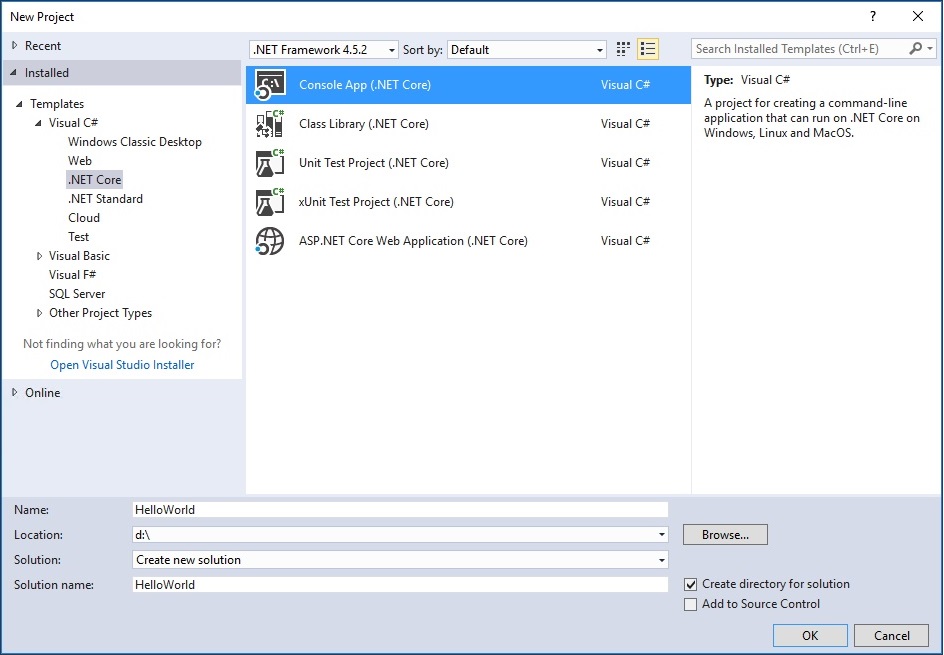 New Project
?
Recent
.NET Framework 4.5.2
Sort by:
Default
Search Installed Templates (Ctrl+E)
Installed
Templates
Visual C#
Windows Classic Desktop
Web
.NET Core
.NET Standard
Cloud
Test
Visual Basic
Visual F#
SQL Server
Other Project Types
Not finding what you are looking for?
Open Visual Studio Installer
Online
C:\
Console App (.NET Core) Visual C#
C#
Class Library (.NET Core) Visual C#
C#
Unit Test Project (.NET Core) Visual C#
C#
xUnit Test Project (.NET Core) Visual C#
ASP.NET Core Web Application (.NET Core) Visual C#
Type: Visual C#
A project for creating a command-line
application that can run on .NET Core on
Windows, Linux and MacOS.
Name: HelloWorld
Location: d:\
Browse...
Solution: Create new solution
Solution name: HelloWorld
Create directory for solution
Add to Source Control
OK
Cancel